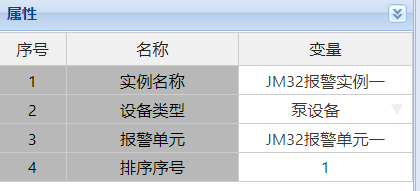 属性
序号 名称 变量
1 实例名称 JM32报警实例一
2 设备类型 泵设备
3 报警单元 JM32报警单元一
4 排序序号 1